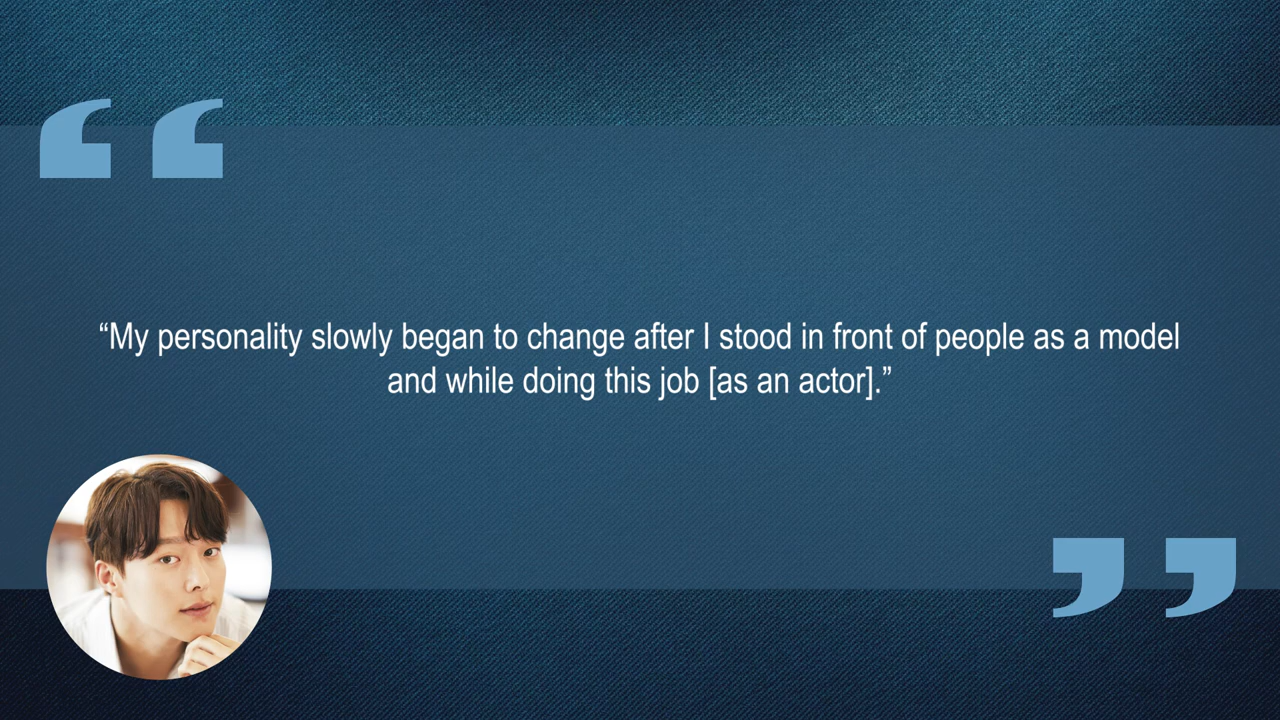 “My personality slowly began to change after I stood in front of people as a model
and while doing this job [as an actor].”